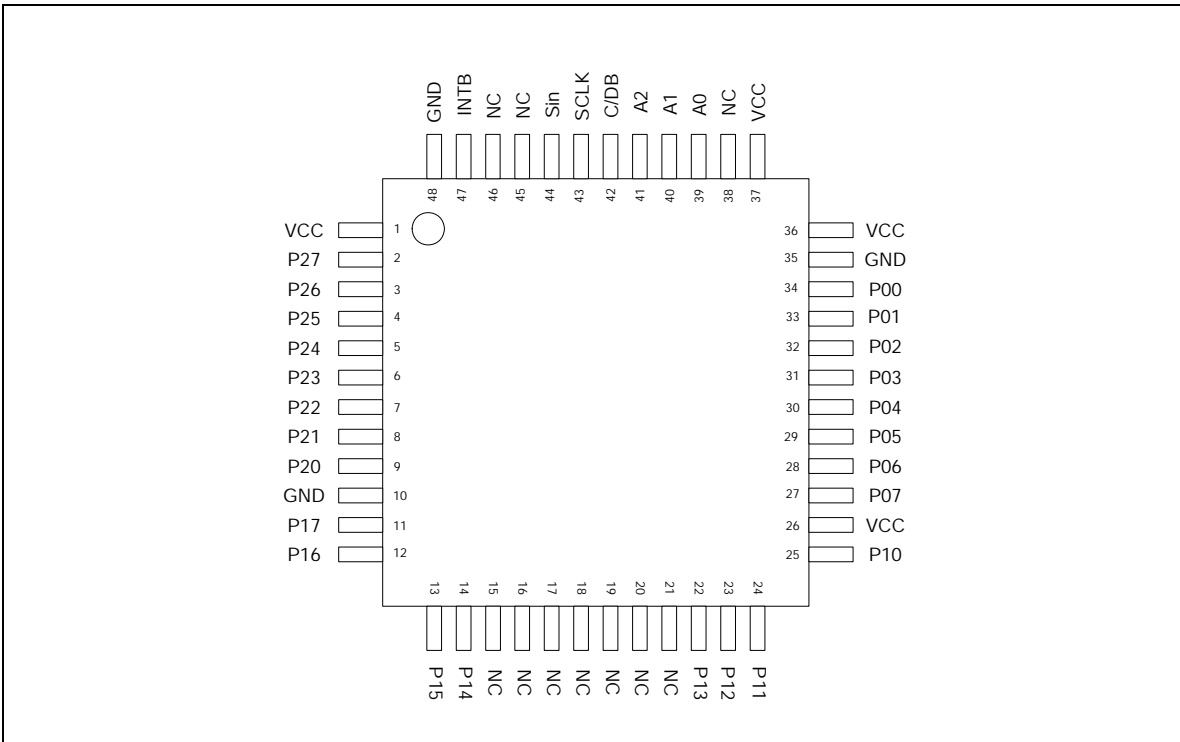 GND INTB NC NC Sin SCLK C/DB A2 A1 A0 NC VCC
48 47 46 45 44 43 42 41 40 39 38 37
VCC 1 36 VCC
P27 2 35 GND
P26 3 34 P00
P25 4 33 P01
P24 5 32 P02
P23 6 31 P03
P22 7 30 P04
P21 8 29 P05
P20 9 28 P06
GND 10 27 P07
P17 11 26 VCC
P16 12 25 P10
13 14 15 16 17 18 19 20 21 22 23 24
P15 P14 NC NC NC NC NC NC NC P13 P12 P11